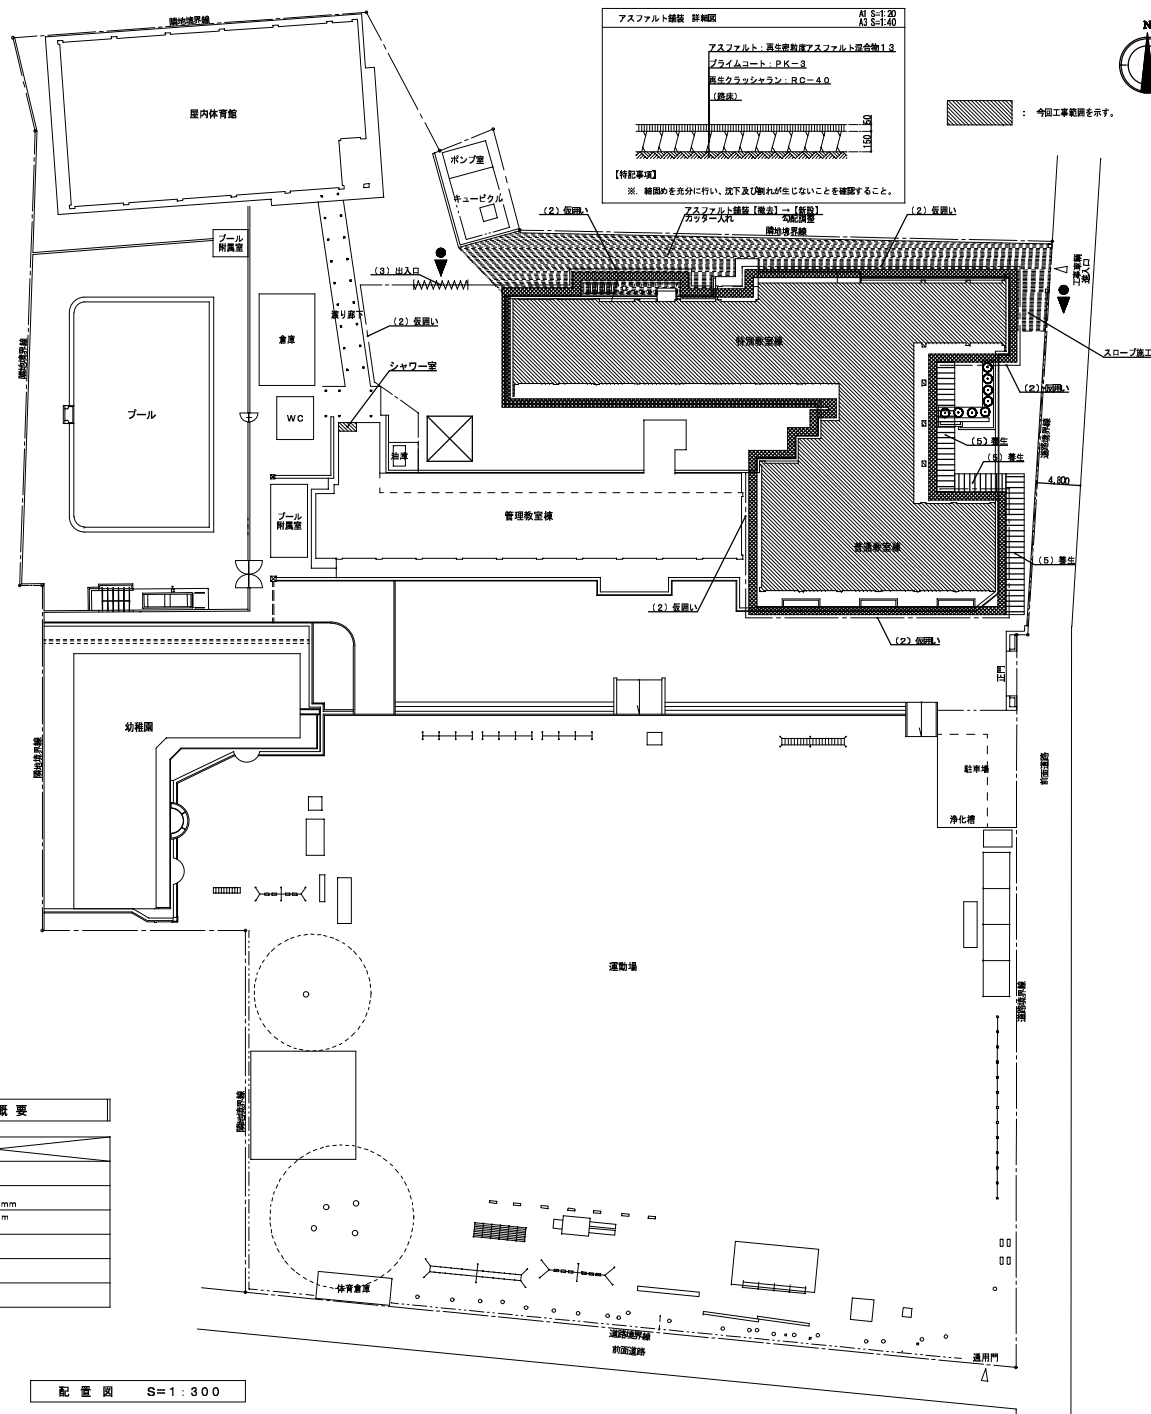 隣地境界線
アスファルト舗装 詳細図
A1 S=1:20
A3 S=1:40
N
アスファルト：再生密粒度アスファルト混合物１３
プライムコート：ＰＫ－３
再生クラッシャラン：ＲＣ－４０
(路床)
50
150
【特記事項】
※．締固めを充分に行い、沈下及び割れが生じないことを確認すること。
： 今回工事範囲を示す。
屋内体育館
ポンプ室
キュービクル
(２) 仮囲い
アスファルト舗装【撤去】→【新設】
カッター入れ 勾配調整
隣地境界線
(２) 仮囲い
プール
附属室
(３) 出入口
工事車輌
進入口
倉庫
渡り廊下
(２) 仮囲い
特別教室棟
スロープ施工
隣地境界線
シャワー室
(２) 仮囲い
プール
ＷＣ
油庫
(５) 養生
(５) 養生
道路境界線
4,800
プール
附属室
管理教室棟
普通教室棟
(５) 養生
(２) 仮囲い
(２) 仮囲い
正門
幼稚園
隣地境界線
駐車場
前面道路
浄化槽
運動場
道路境界線
隣地境界線
概 要
mm
m
体育倉庫
道路境界線
前面道路
通用門
配 置 図 S=１:３００